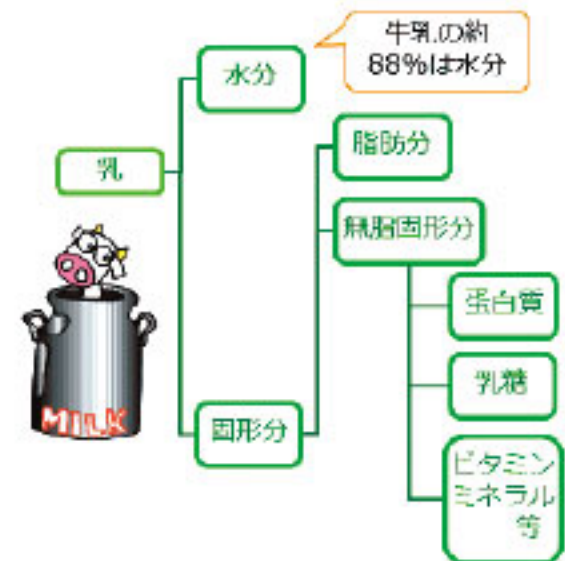 牛乳の約
88%は水分
水分
脂肪分
乳
無脂固形分
蛋白質
乳糖
MILK
固形分
ビタミン
ミネラル
等